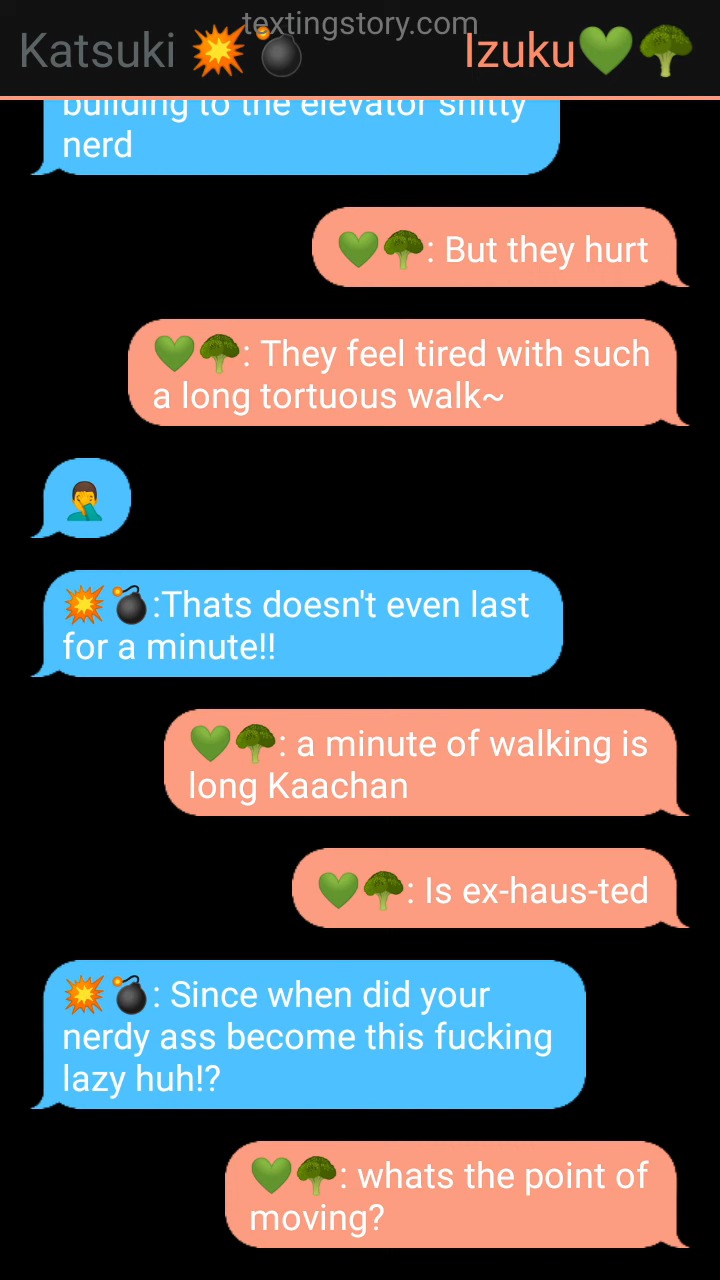 textingstory.com
Katsuki 💥💣 Izuku💚🥦
building to the elevator shitty
nerd
💚🥦: But they hurt
💚🥦: They feel tired with such
a long tortuous walk~
🤦‍♂️
💥💣:Thats doesn't even last
for a minute!!
💚🥦: a minute of walking is
long Kaachan
💚🥦: Is ex-haus-ted
💥💣: Since when did your
nerdy ass become this fucking
lazy huh!?
💚🥦: whats the point of
moving?